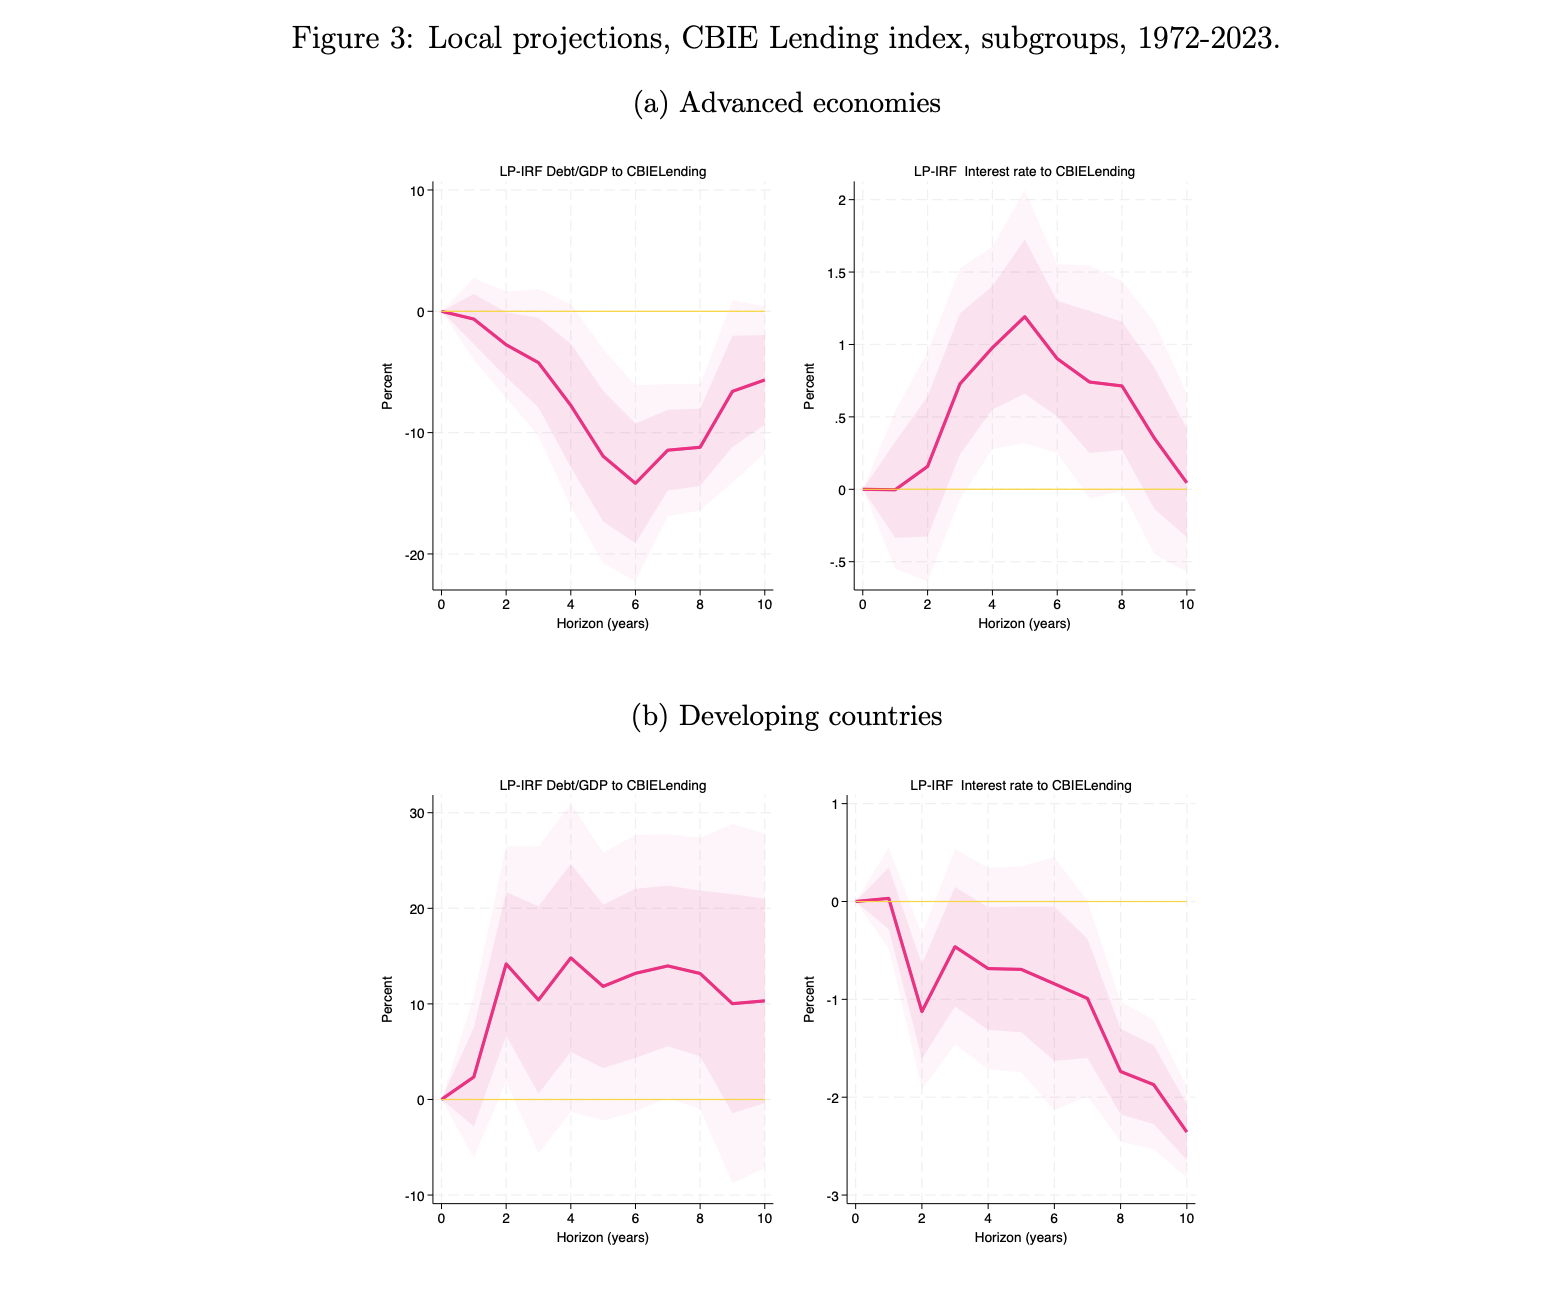 Figure 3: Local projections, CBIE Lending index, subgroups, 1972-2023.
(a) Advanced economies
LP-IRF Debt/GDP to CBIELending
10
0
-10
-20
Percent
0 2 4 6 8 10
Horizon (years)
LP-IRF Interest rate to CBIELending
2
1.5
1
.5
0
-.5
Percent
0 2 4 6 8 10
Horizon (years)
(b) Developing countries
LP-IRF Debt/GDP to CBIELending
30
20
10
0
-10
Percent
0 2 4 6 8 10
Horizon (years)
LP-IRF Interest rate to CBIELending
1
0
-1
-2
-3
Percent
0 2 4 6 8 10
Horizon (years)